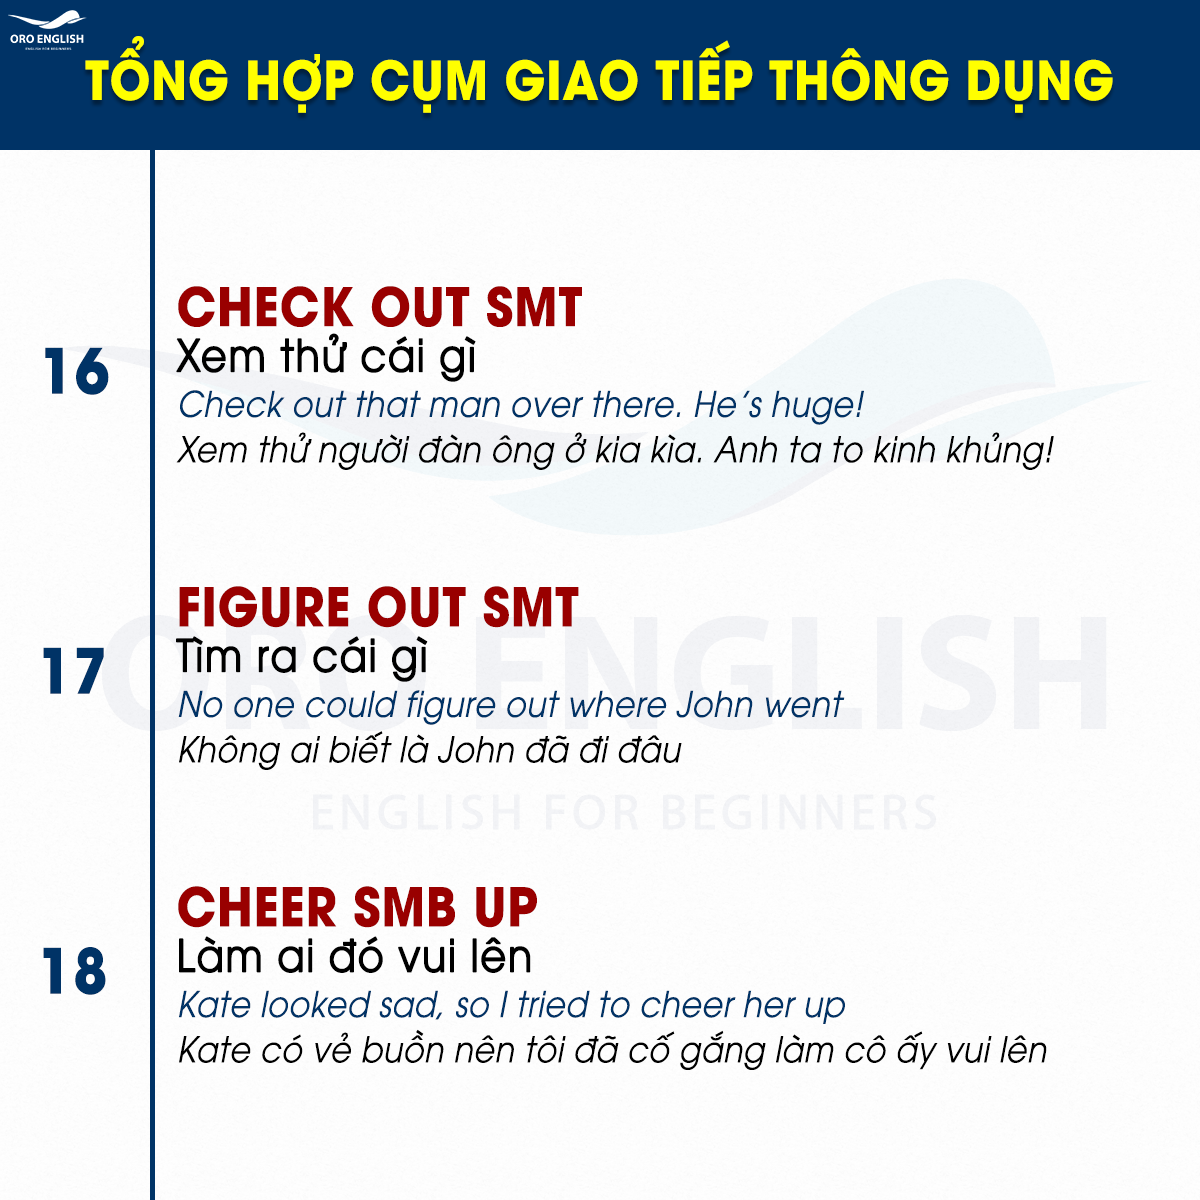 ORO ENGLISH
ENGLISH FOR BEGINNERS
TỔNG HỢP CỤM GIAO TIẾP THÔNG DỤNG
16
CHECK OUT SMT
Xem thử cái gì
Check out that man over there. He's huge!
Xem thử người đàn ông ở kia kìa. Anh ta to kinh khủng!
17
FIGURE OUT SMT
Tìm ra cái gì
No one could figure out where John went
Không ai biết là John đã đi đâu
ORO ENGLISH
ENGLISH FOR BEGINNERS
18
CHEER SMB UP
Làm ai đó vui lên
Kate looked sad, so I tried to cheer her up
Kate có vẻ buồn nên tôi đã cố gắng làm cô ấy vui lên